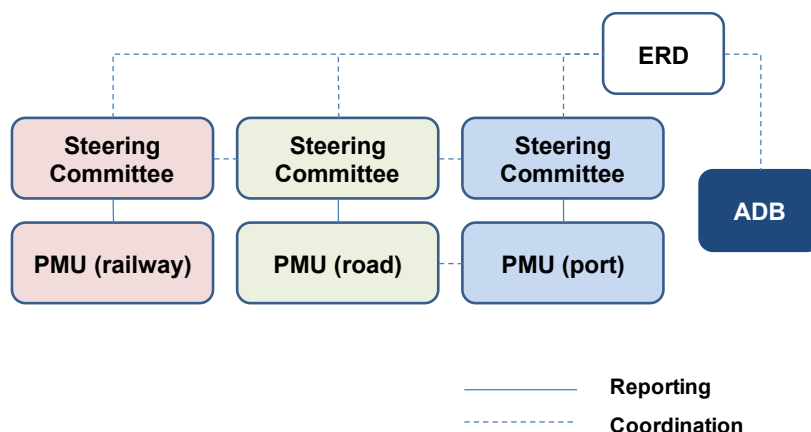 ERD
Steering
Committee
Steering
Committee
Steering
Committee
ADB
PMU (railway)
PMU (road)
PMU (port)
Reporting
Coordination